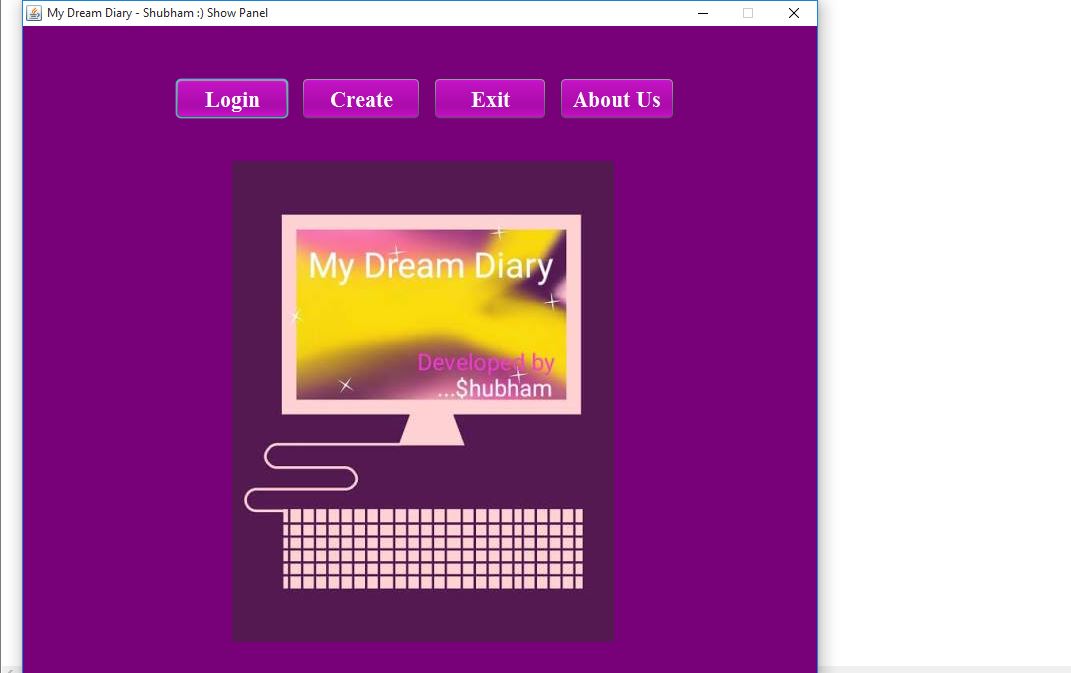 My Dream Diary - Shubham :) Show Panel
Login Create Exit About Us
My Dream Diary
Developed by
...$hubham